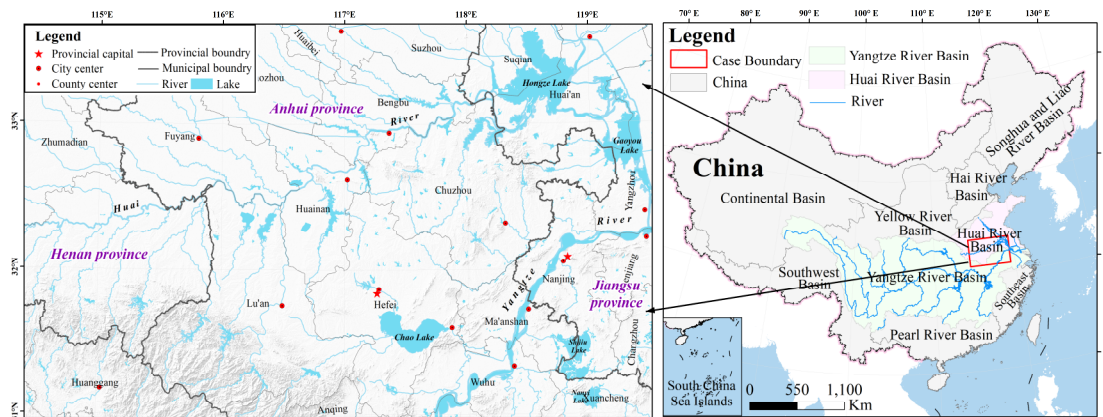 115°E
116°E
117°E
118°E
119°E
Legend
Provincial capital
City center
County center
Provincial boundry
Municipal boundry
River
Lake
Huaibei
Suzhou
Suqian
Hongze Lake
Huai'an
Bengbu
River
Anhui province
33°N
Fuyang
Zhumadian
Gaoyou
Lake
Yangzhou
Chuzhou
Huai
Huainan
River
Henan province
32°N
Nanjing
Yangtze
Jiangsu
province
Lu'an
Hefei
Ma'anshan
Chao Lake
Lake
Wuhu
Huanggang
Anqing
Xuancheng
70° E
80° E
90° E
100° E
110° E
120° E
130° E
Legend
Case Boundary
China
Yangtze River Basin
Huai River Basin
River
Songhua and Liao
River Basin
China
Hai River
Basin
Continental Basin
Yellow River
Basin
Huai River
Basin
Southwest
Basin
Yangtze River Basin
Southeast
Basin
Pearl River Basin
South China
Sea Islands
0
550
1,100
Km